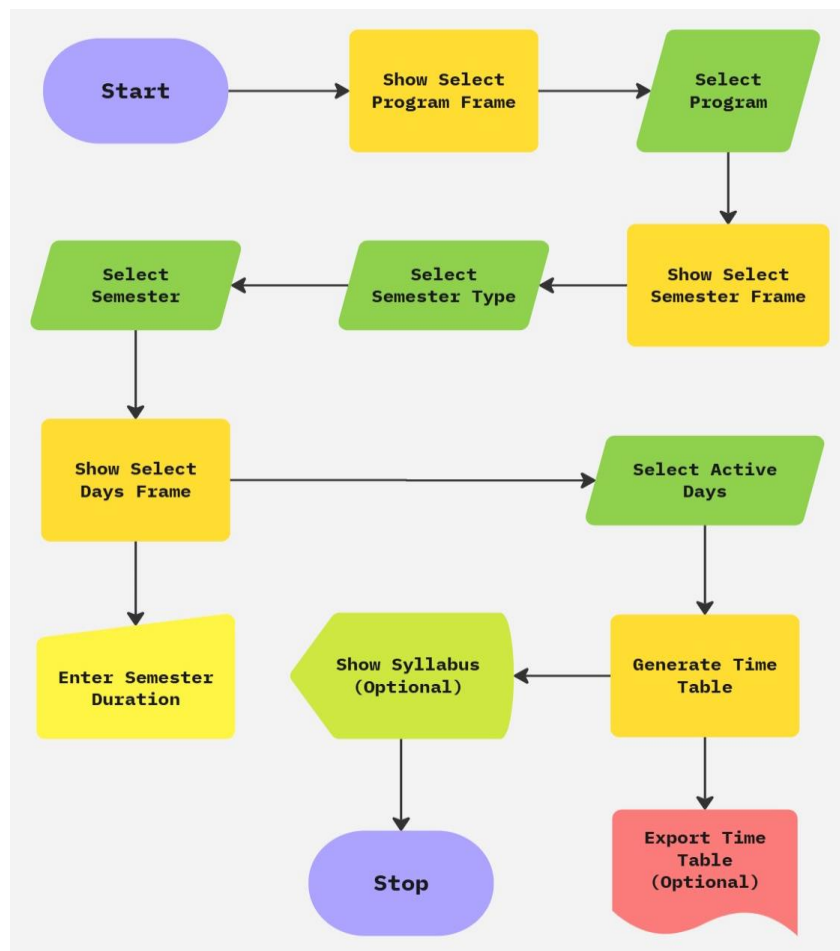 Start
Show Select
Program Frame
Select
Program
Show Select
Semester Frame
Select
Semester Type
Select
Semester
Show Select
Days Frame
Select Active
Days
Enter Semester
Duration
Generate Time
Table
Show Syllabus
(Optional)
Export Time
Table
(Optional)
Stop